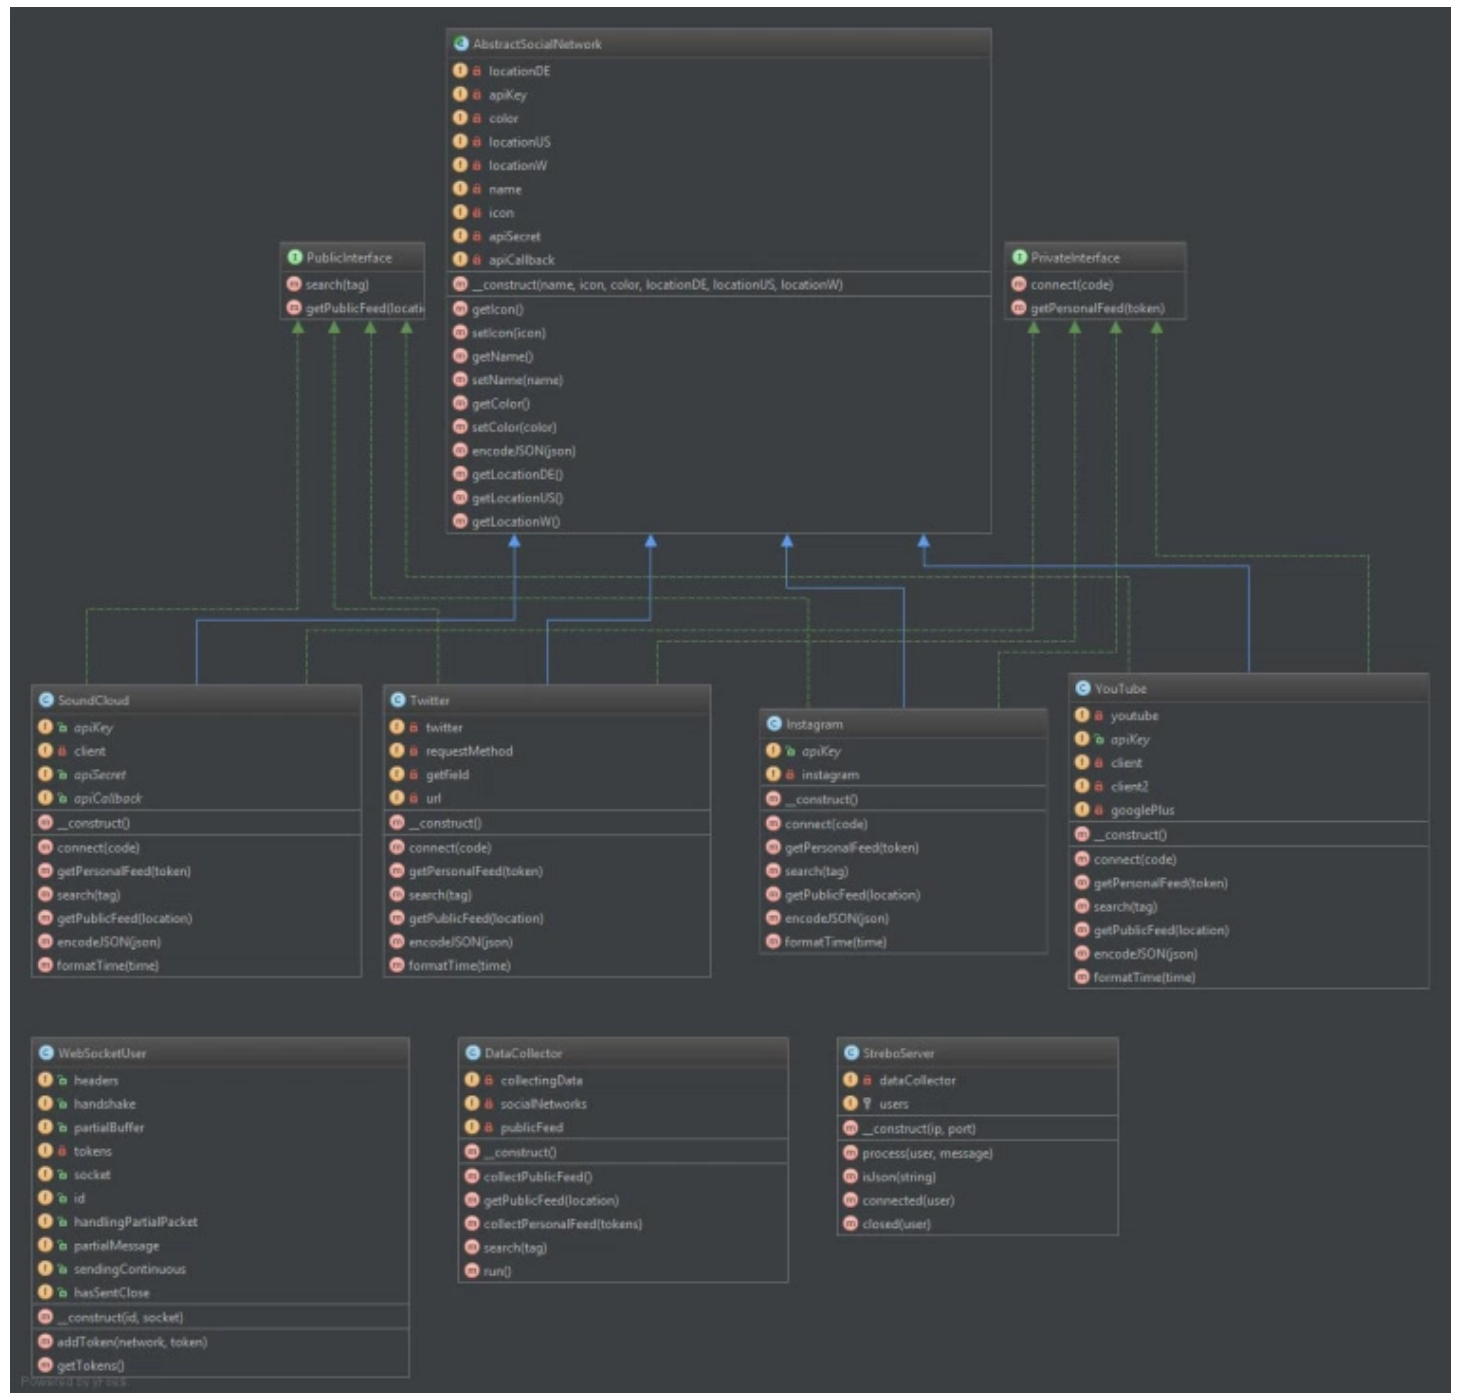 AbstractSocialNetwork
locationDE
apiKey
color
locationUS
locationW
name
icon
apiSecret
apiCallback
__construct(name, icon, color, locationDE, locationUS, locationW)
getIcon()
setIcon(icon)
getName()
setName(name)
getColor()
setColor(color)
encodeJSON(json)
getLocationDE()
getLocationUS()
getLocationW()
PublicInterface
search(tag)
getPublicFeed(locati
PrivateInterface
connect(code)
getPersonalFeed(token)
SoundCloud
apiKey
client
apiSecret
apiCallback
__construct()
connect(code)
getPersonalFeed(token)
search(tag)
getPublicFeed(location)
encodeJSON(json)
formatTime(time)
Twitter
twitter
requestMethod
getfield
url
__construct()
connect(code)
getPersonalFeed(token)
search(tag)
getPublicFeed(location)
encodeJSON(json)
formatTime(time)
Instagram
apiKey
instagram
__construct()
connect(code)
getPersonalFeed(token)
search(tag)
getPublicFeed(location)
encodeJSON(json)
formatTime(time)
YouTube
youtube
apiKey
client
client2
googlePlus
__construct()
connect(code)
getPersonalFeed(token)
search(tag)
getPublicFeed(location)
encodeJSON(json)
formatTime(time)
WebSocketUser
headers
handshake
partialBuffer
tokens
socket
id
handlingPartialPacket
partialMessage
sendingContinuous
hasSentClose
__construct(id, socket)
addToken(network, token)
getTokens()
DataCollector
collectingData
socialNetworks
publicFeed
__construct()
collectPublicFeed()
getPublicFeed(location)
collectPersonalFeed(tokens)
search(tag)
run()
StreboServer
dataCollector
users
__construct(ip, port)
process(user, message)
isJson(string)
connected(user)
closed(user)
Powered by yFiles